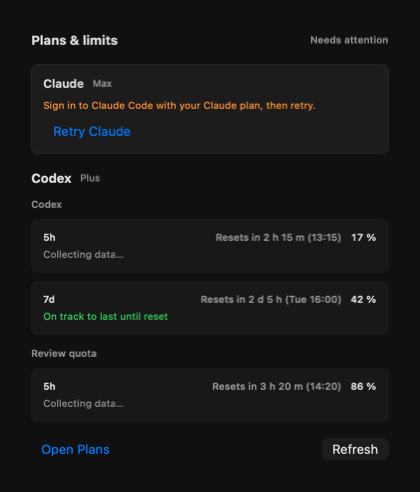 Plans & limits
Needs attention
Claude Max
Sign in to Claude Code with your Claude plan, then retry.
Retry Claude
Codex Plus
Codex
5h Resets in 2 h 15 m (13:15) 17 %
Collecting data...
7d Resets in 2 d 5 h (Tue 16:00) 42 %
On track to last until reset
Review quota
5h Resets in 3 h 20 m (14:20) 86 %
Collecting data...
Open Plans
Refresh